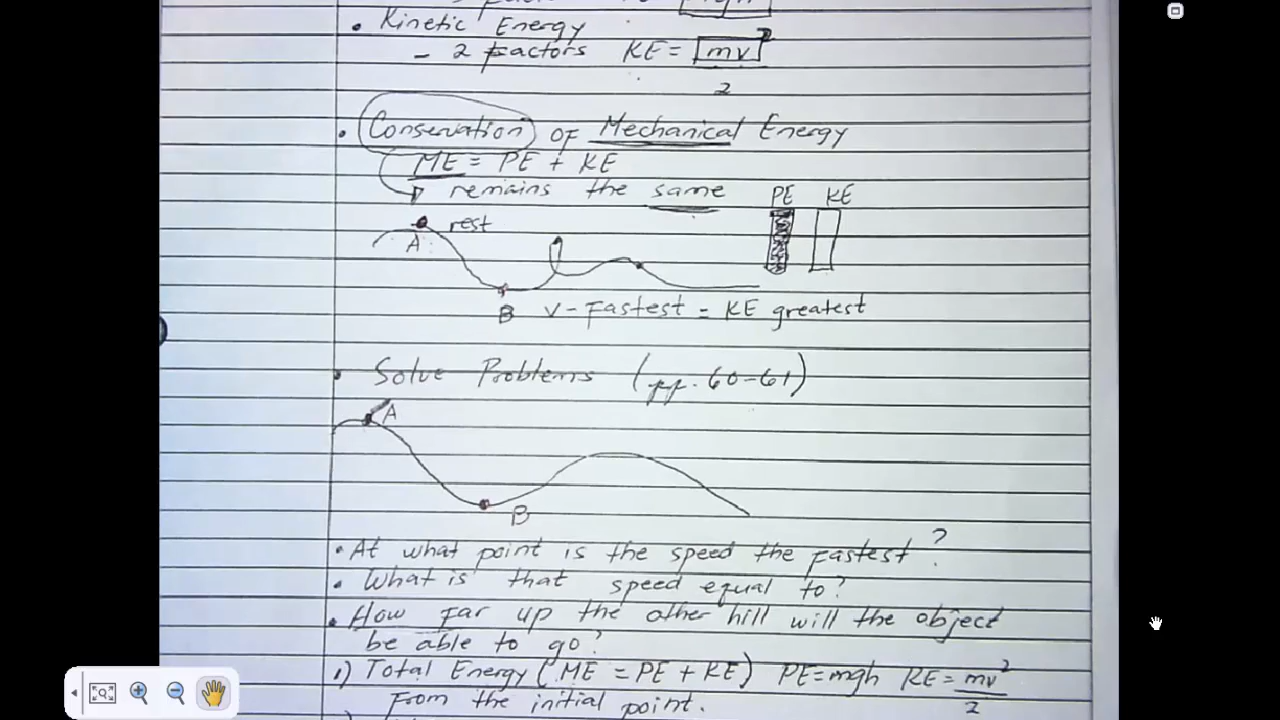 • Kinetic Energy
- 2 factors KE = mv²
2
• Conservation of Mechanical Energy
ME = PE + KE
remains the same PE KE
A rest
B V - Fastest = KE greatest
• Solve Problems (pp. 60-61)
A
B
• At what point is the speed the fastest?
• What is that speed equal to?
• How far up the other hill will the object
be able to go?
1) Total Energy (ME = PE + KE) PE = mgh KE = mv²
2
From the initial point.